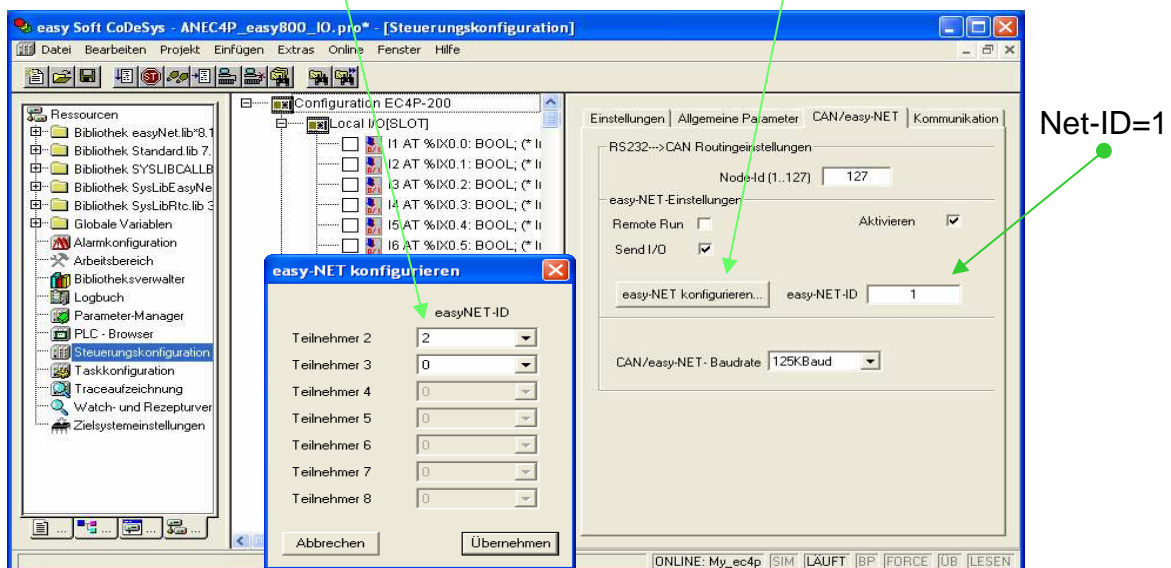 easy Soft CoDeSys - ANEC4P_easy800_IO.pro* - [Steuerungskonfiguration]
Datei Bearbeiten Projekt Einfügen Extras Online Fenster Hilfe
Ressourcen
Bibliothek easyNet.lib*8.1
Bibliothek Standard.lib 7.
Bibliothek SYSLIBCALLB
Bibliothek SysLibEasyNe
Bibliothek SysLibRtc.lib 3
Globale Variablen
Alarmkonfiguration
Arbeitsbereich
Bibliotheksverwalter
Logbuch
Parameter-Manager
PLC - Browser
Steuerungskonfiguration
Taskkonfiguration
Traceaufzeichnung
Watch- und Rezepturver
Zielsystemeinstellungen
Configuration EC4P-200
Local I/O[SLOT]
I1 AT %IX0.0: BOOL; (* I
I2 AT %IX0.1: BOOL; (* I
I3 AT %IX0.2: BOOL; (* I
I4 AT %IX0.3: BOOL; (* I
I5 AT %IX0.4: BOOL; (* I
I6 AT %IX0.5: BOOL; (* I
easy-NET konfigurieren
easyNET-ID
Teilnehmer 2 2
Teilnehmer 3 0
Teilnehmer 4 0
Teilnehmer 5 0
Teilnehmer 6 0
Teilnehmer 7 0
Teilnehmer 8 0
Abbrechen Übernehmen
Einstellungen Allgemeine Parameter CAN/easy-NET Kommunikation
RS232--->CAN Routingeinstellungen
Node-Id (1..127) 127
easy-NET-Einstellungen
Remote Run Aktivieren
Send I/O
easy-NET konfigurieren... easy-NET-ID 1
CAN/easy-NET- Baudrate 125KBaud
Net-ID=1
ONLINE: My_ec4p SIM LÄUFT BP FORCE ÜB LESEN